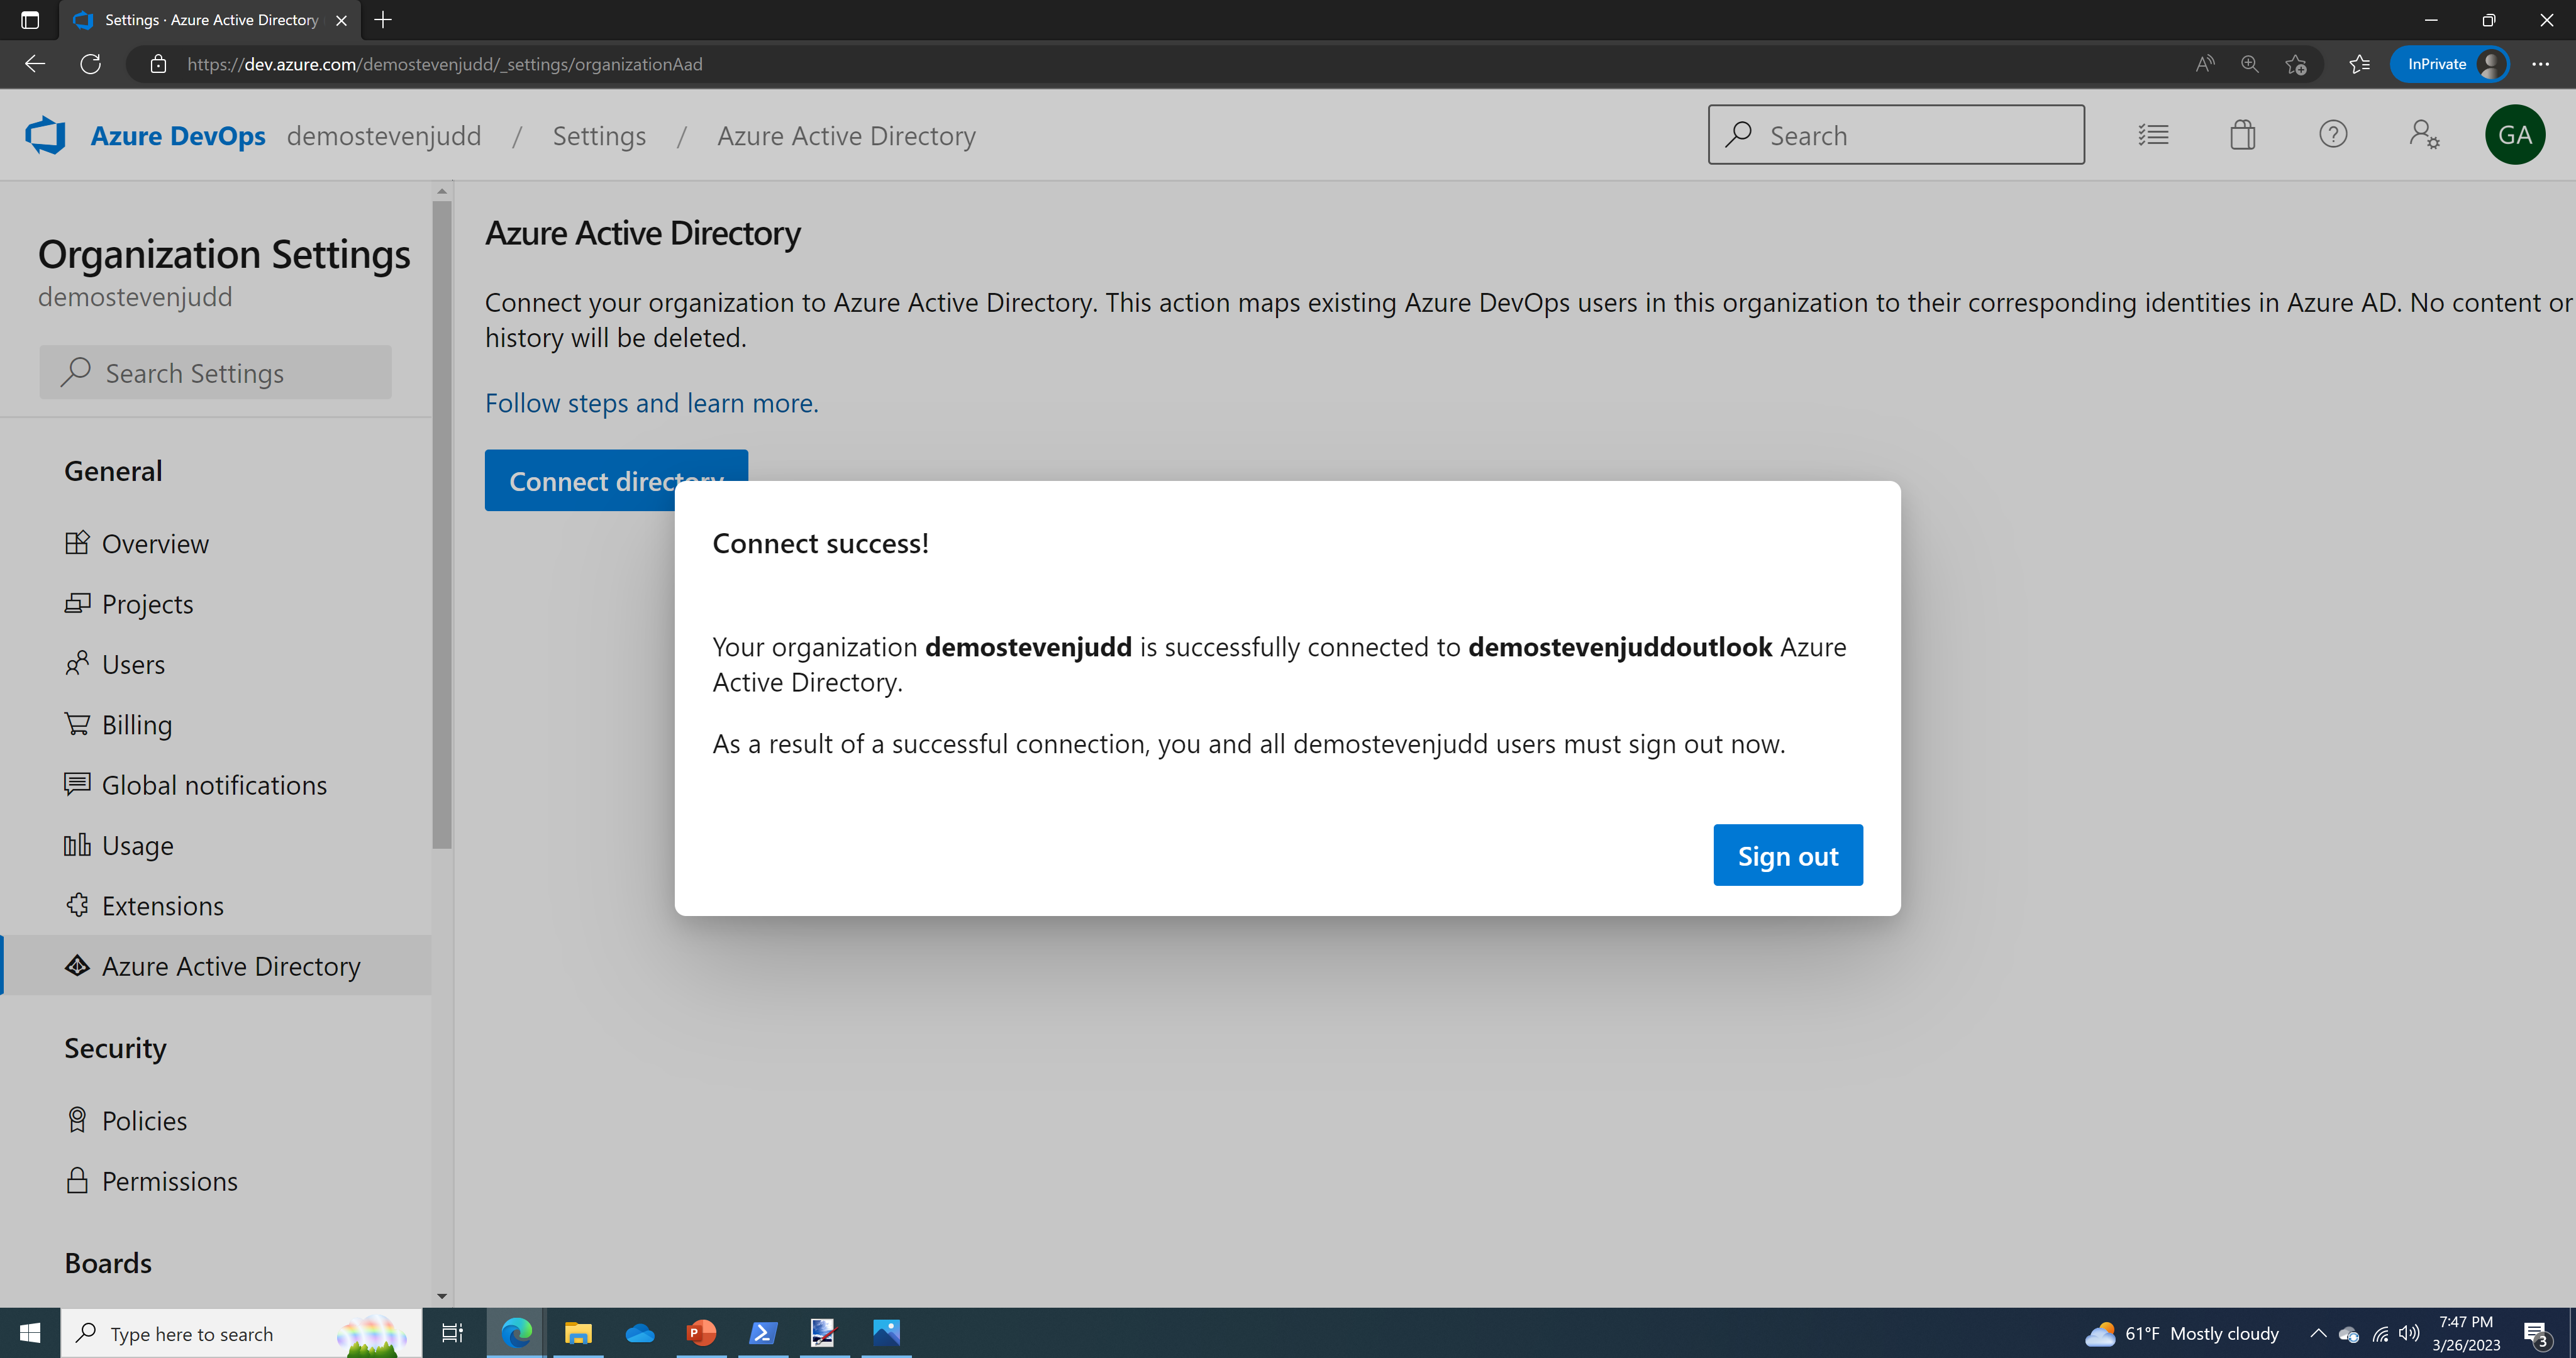 Settings · Azure Active Directory
https://dev.azure.com/demostevenjudd/_settings/organizationAad
InPrivate
Azure DevOps demostevenjudd / Settings / Azure Active Directory
Search
GA
Organization Settings
demostevenjudd
Search Settings
General
Overview
Projects
Users
Billing
Global notifications
Usage
Extensions
Azure Active Directory
Security
Policies
Permissions
Boards
Azure Active Directory
Connect your organization to Azure Active Directory. This action maps existing Azure DevOps users in this organization to their corresponding identities in Azure AD. No content or
history will be deleted.
Follow steps and learn more.
Connect directory
Connect success!
Your organization demostevenjudd is successfully connected to demostevenjuddoutlook Azure
Active Directory.
As a result of a successful connection, you and all demostevenjudd users must sign out now.
Sign out
Type here to search
61°F Mostly cloudy
7:47 PM
3/26/2023
3